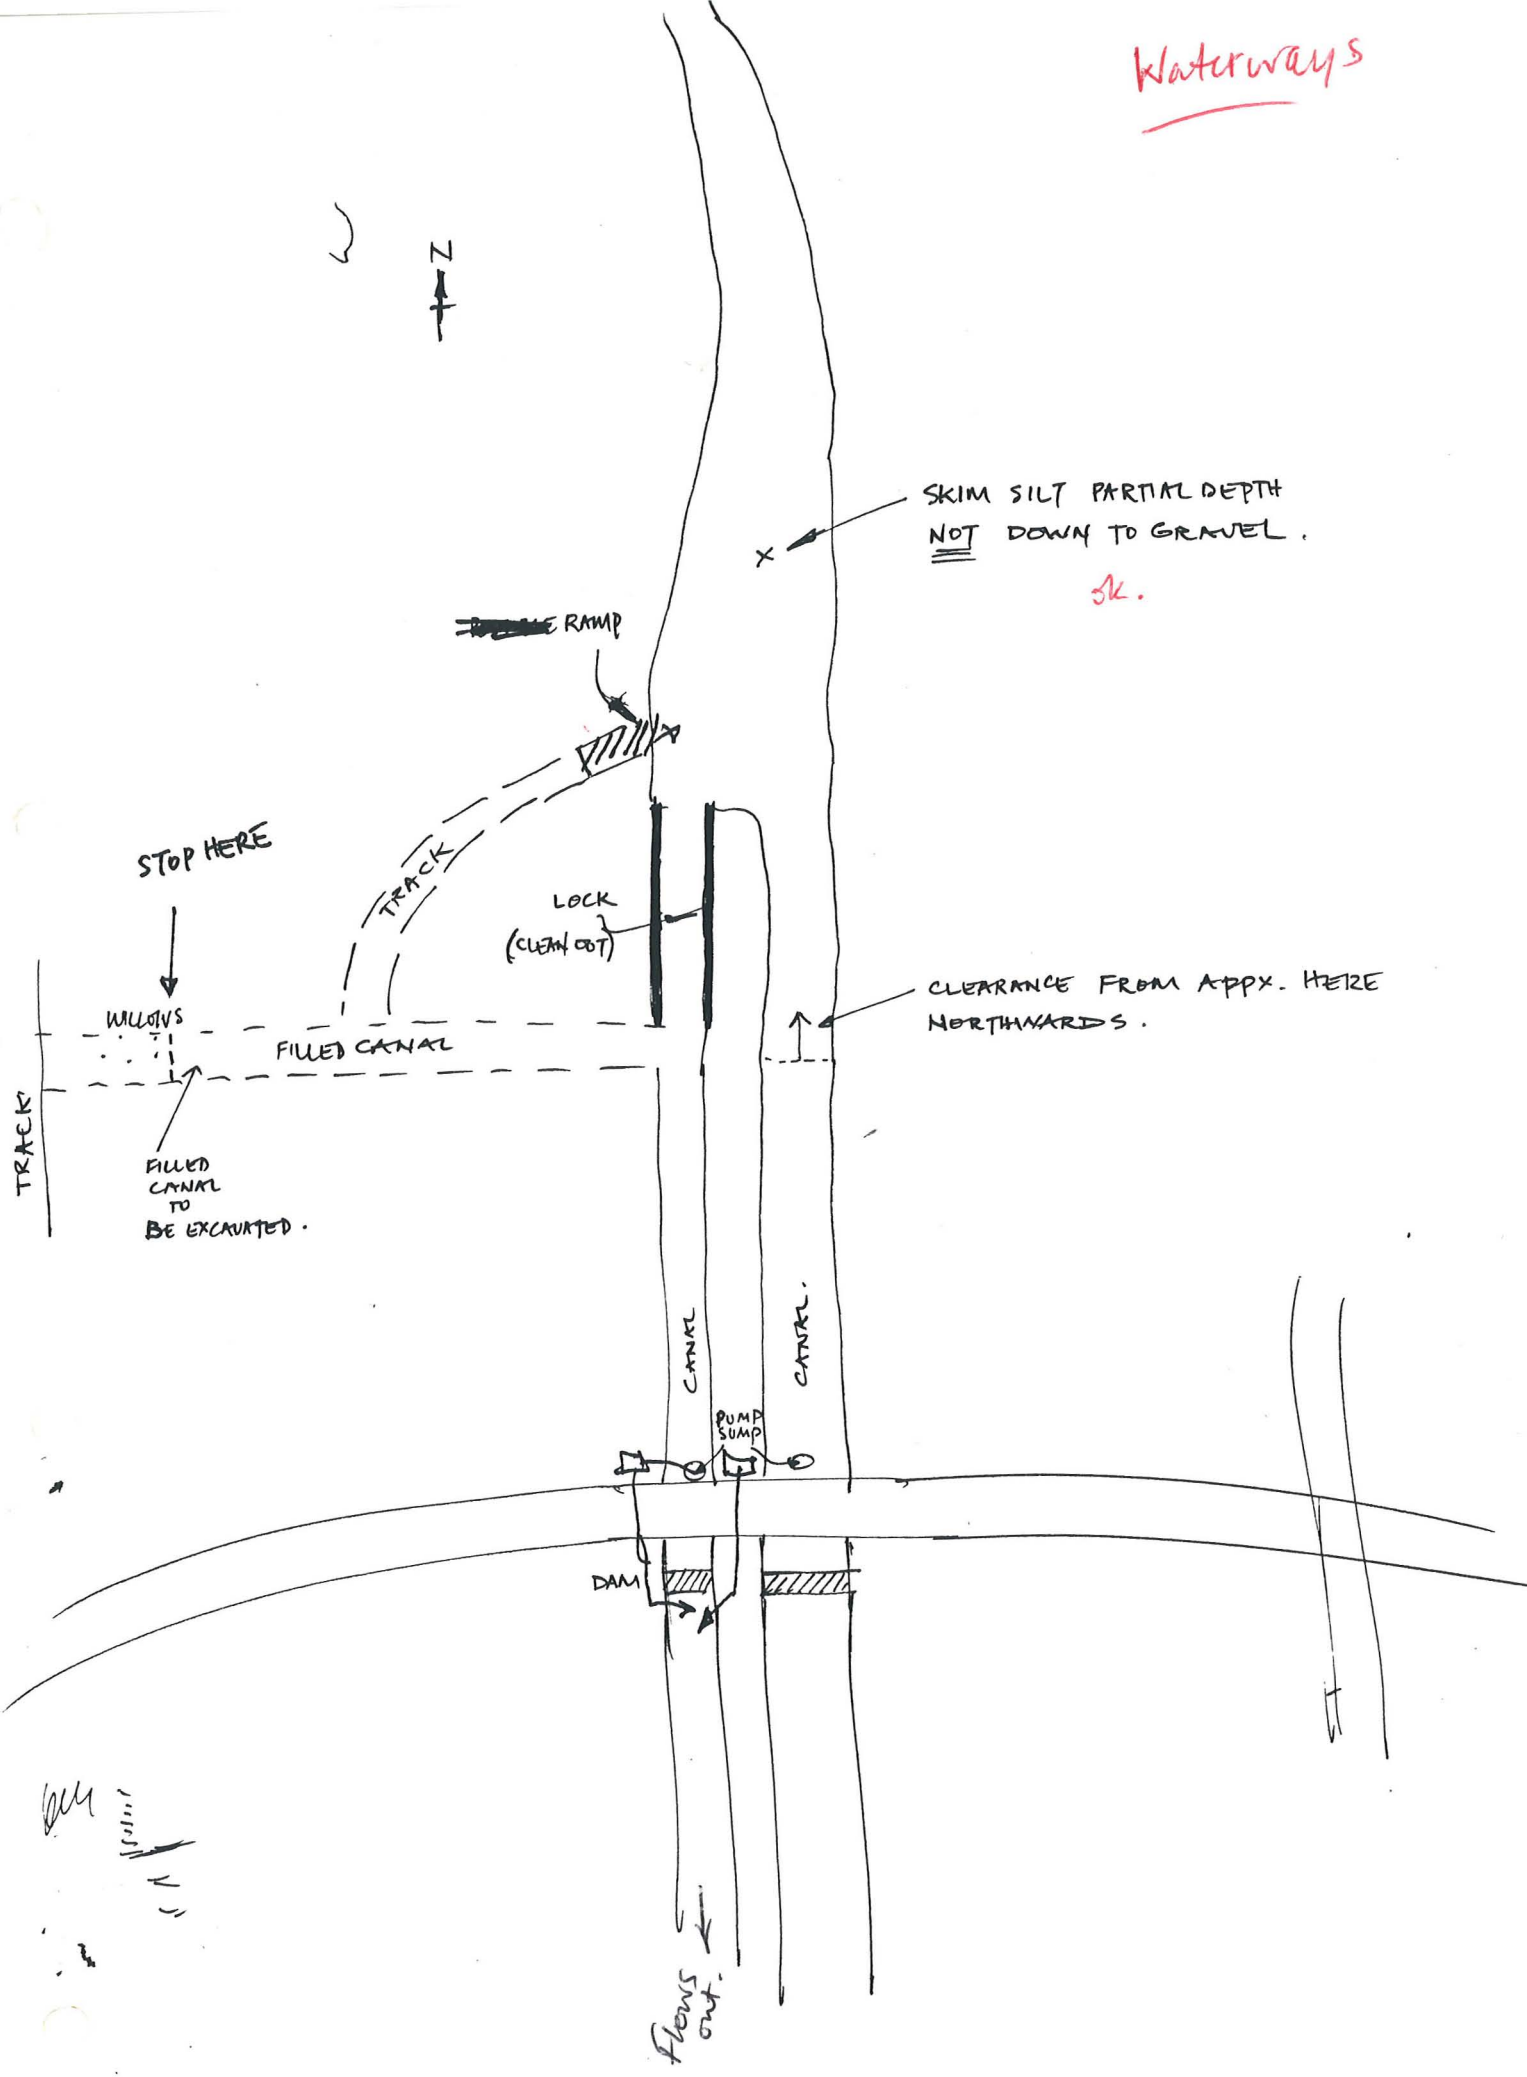 Waterways
N
SKIM SILT PARTIAL DEPTH
NOT DOWN TO GRAVEL.
ok.
RAMP
STOP HERE
TRACK
LOCK
(CLEAN OUT)
CLEARANCE FROM APPX. HERE
NORTHWARDS.
WILLOWS
FILLED CANAL
TRACK
FILLED
CANAL
TO
BE EXCAVATED.
CANAL
CANAL.
PUMP
SUMP
DAM
Flows
out.